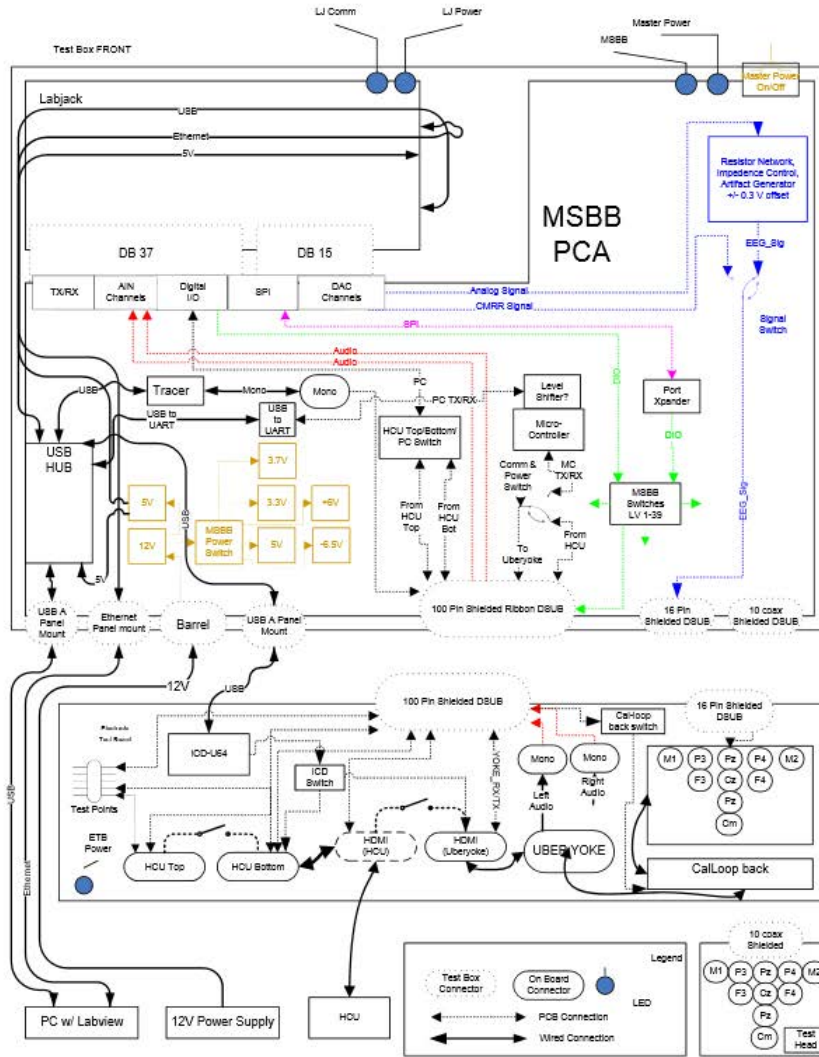 LJ Comm
LJ Power
Master Power
MSBB
Test Box FRONT
Master Power
On/Off
Labjack
USB
Ethernet
5V
Resistor Network,
Impedance Control,
Artifact Generator
+/- 0.3 V offset
MSBB
PCA
DB 37
DB 15
EEG_Sig
TX/RX
AIN
Channels
Digital
I/O
SPI
DAC
Channels
Analog Signal
CMRR Signal
Signal
Switch
SPI
Audio
Audio
DIO
PC
USB
Tracer
Mono
Mono
PC TX/RX
Level
Shifter?
Port
Xpander
USB to
UART
USB
to
UART
HCU Top/Bottom/
PC Switch
Micro-
Controller
DIO
USB
HUB
3.7V
Comm &
Power
Switch
MC
TX/RX
MSBB
Switches
LV 1-39
EEG_Sig
5V
3.3V
+6V
USB
From
HCU
Top
From
HCU
Bot
12V
MSBB
Power
Switch
5V
-6.5V
To
Uberyoke
From
HCU
5V
USB A
Panel
Mount
Ethernet
Panel mount
Barrel
USB A Panel
Mount
100 Pin Shielded Ribbon DSUB
16 Pin
Shielded DSUB
10 coax
Shielded DSUB
12V
USB
100 Pin Shielded DSUB
16 Pin Shielded
DSUB
Cal-loop
back switch
ICD-U64
ICD
Switch
YOKE_RX/TX
Mono
Mono
M1
P3
Pz
P4
M2
F3
Cz
F4
Pz
Cm
Left
Audio
Right
Audio
Test Points
USB
ETB
Power
HCU Top
HCU Bottom
HDMI
(HCU)
HDMI
(Uberyoke)
UBER YOKE
CalLoop back
Ethernet
10 coax
Shielded
Legend
Test Box
Connector
On Board
Connector
LED
M1
P3
Pz
P4
M2
F3
Cz
F4
Pz
Cm
Test
Head
PCB Connection
Wired Connection
PC w/ Labview
12V Power Supply
HCU